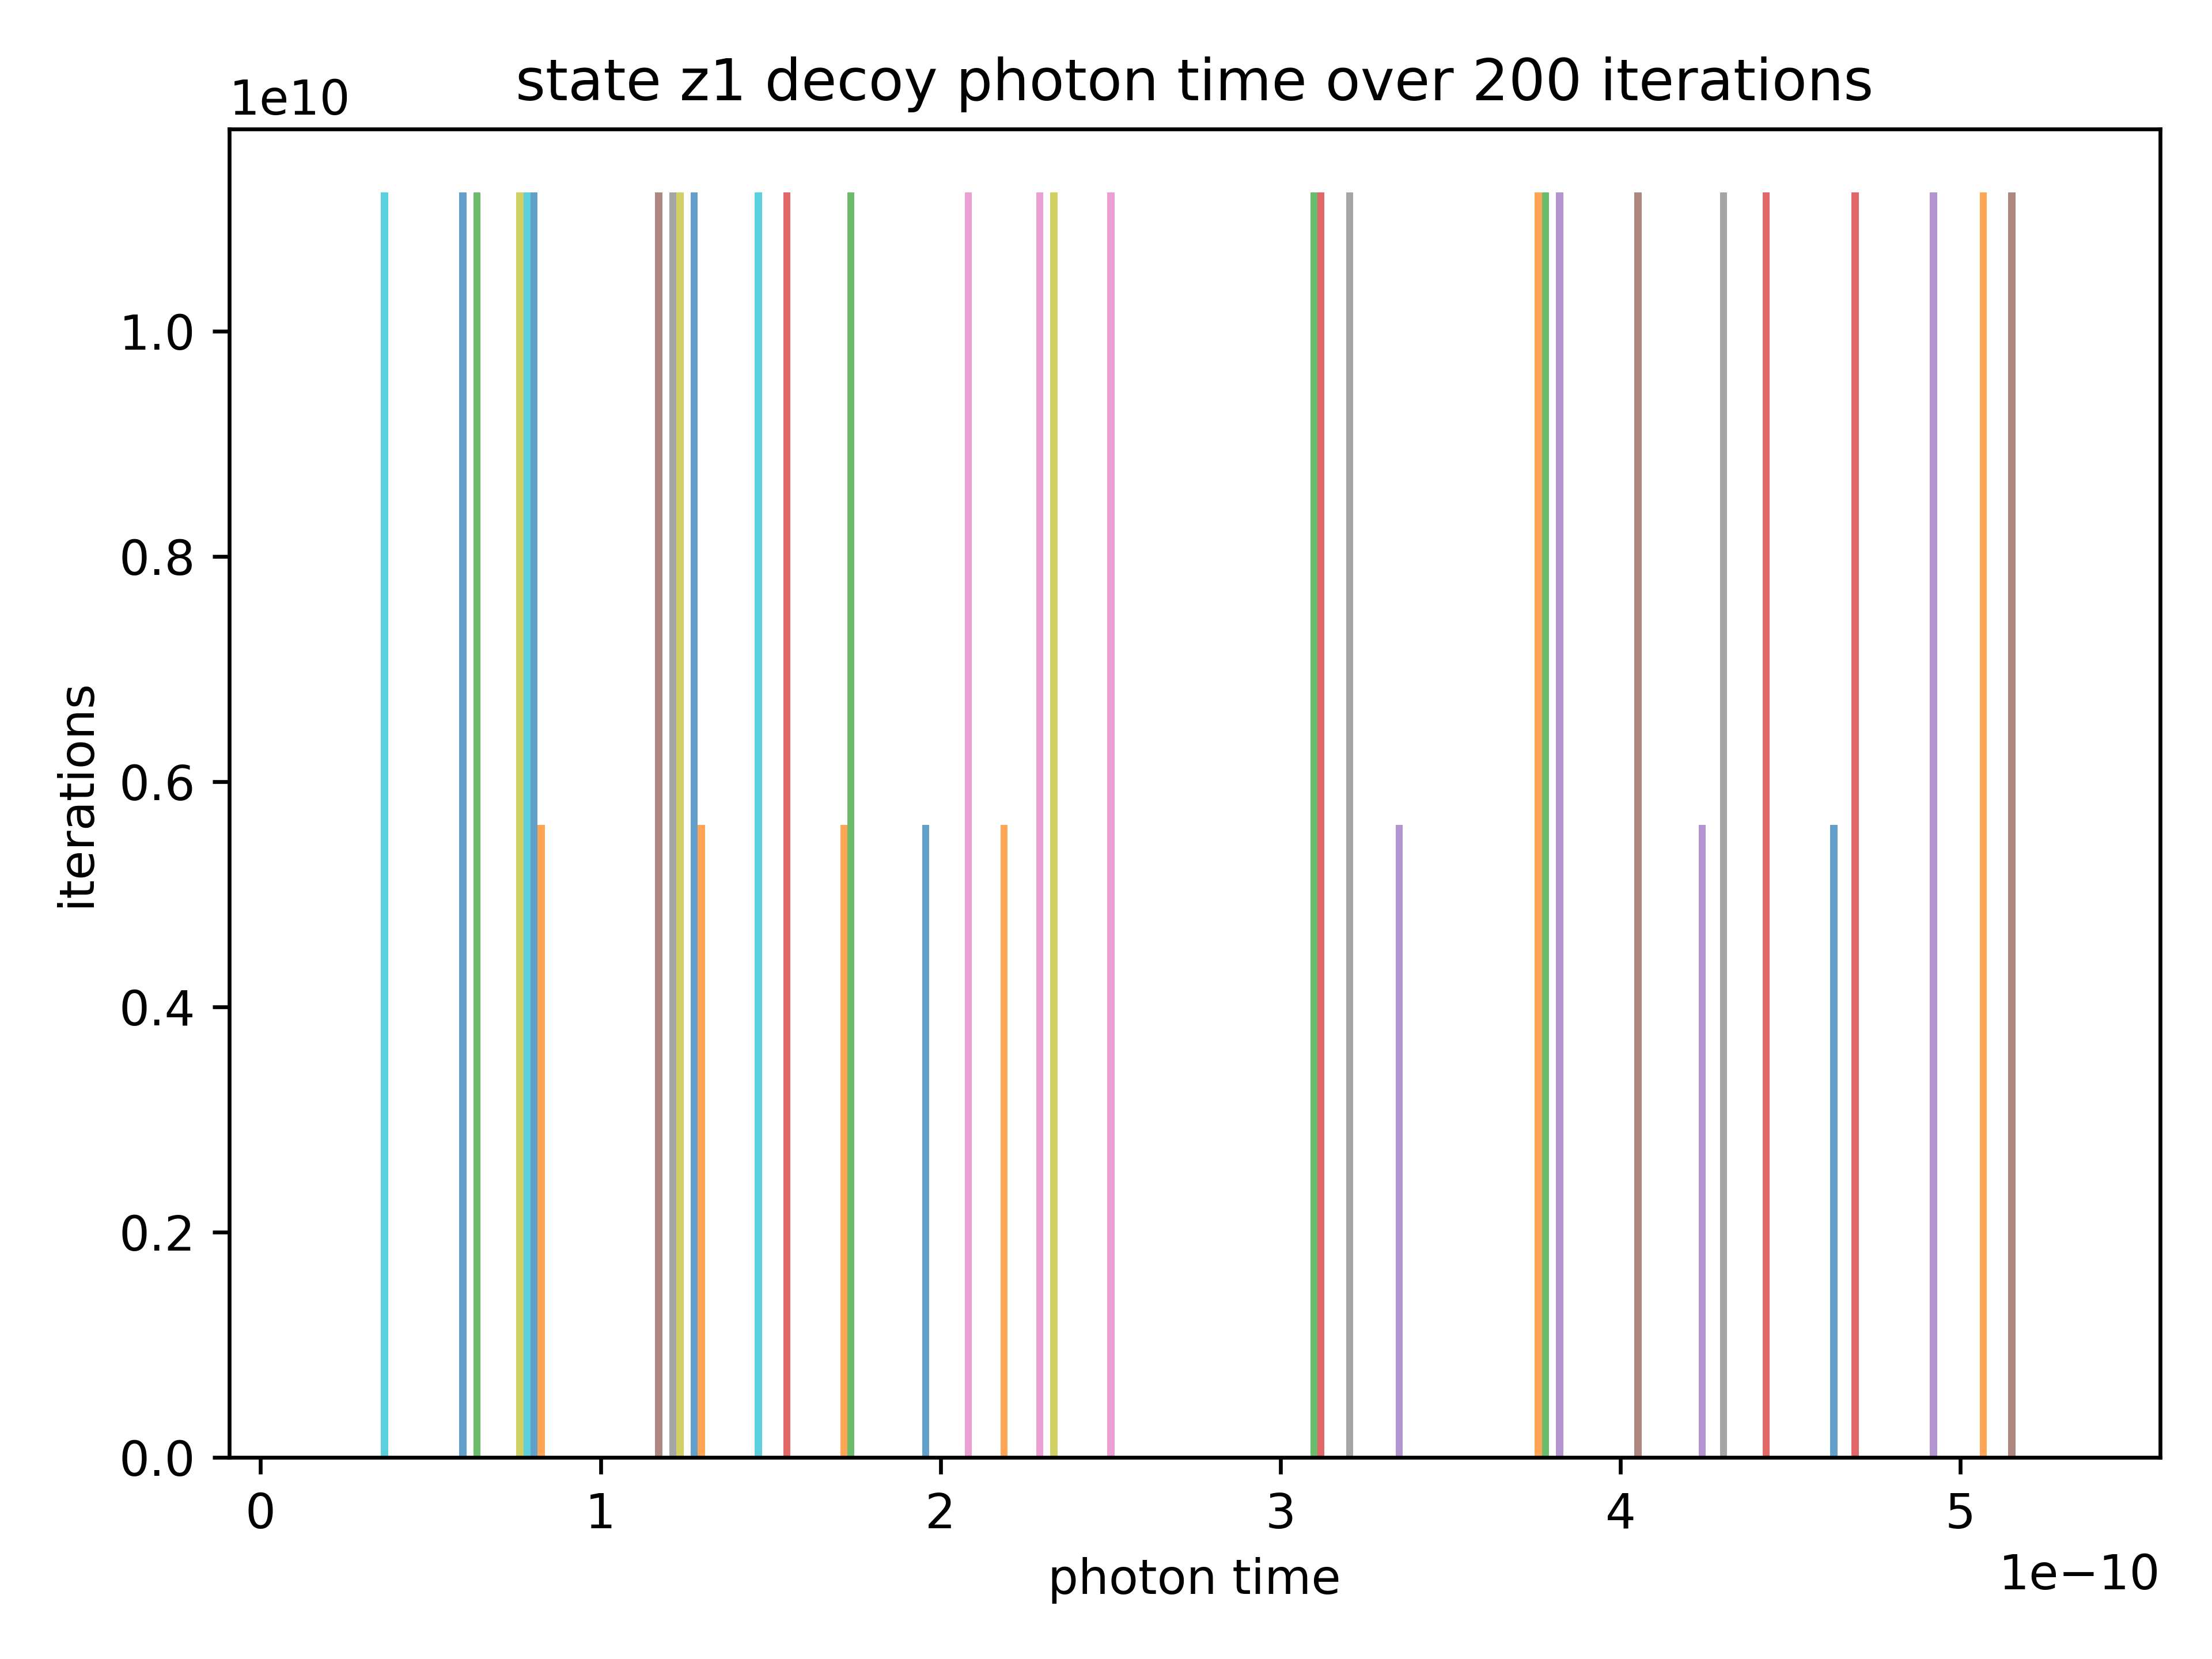 state z1 decoy photon time over 200 iterations
1e10
1.0
0.8
0.6
0.4
0.2
0.0
iterations
0 1 2 3 4 5
1e−10
photon time